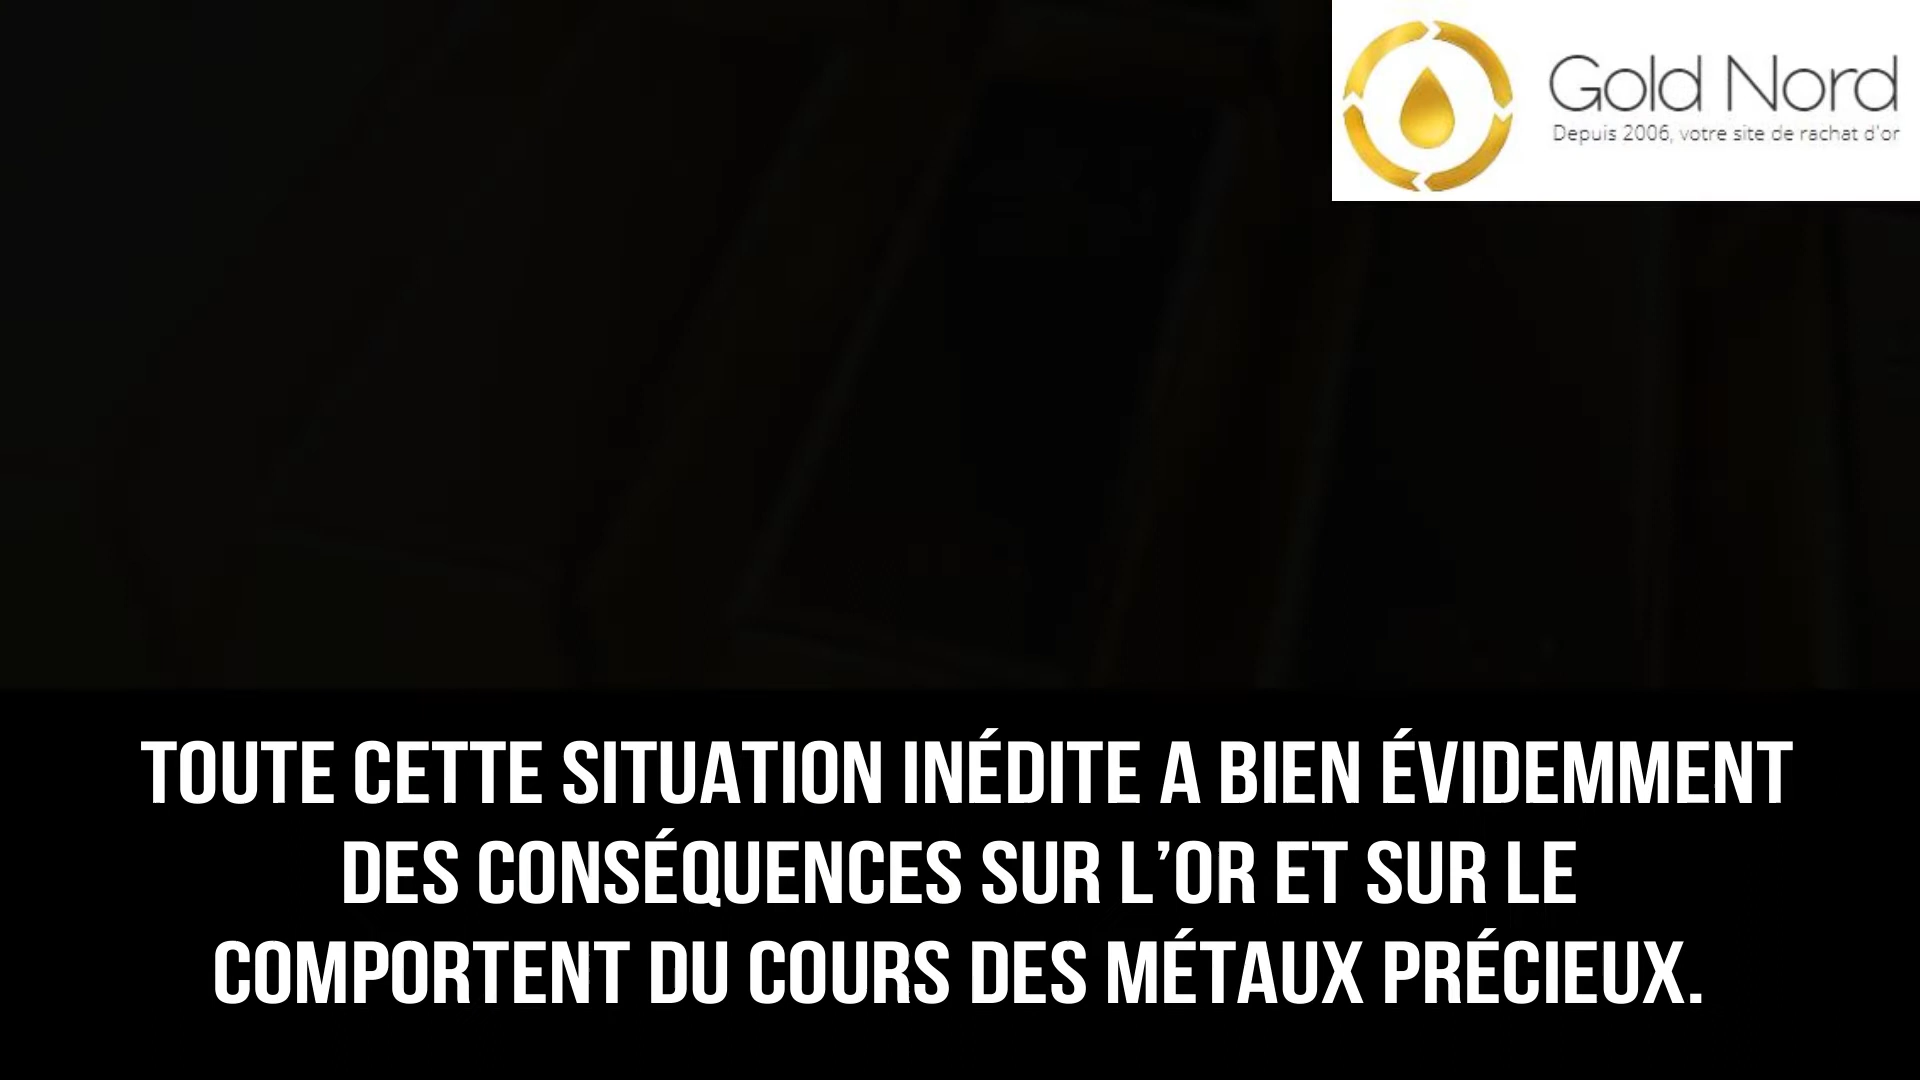 Gold Nord
Depuis 2006, votre site de rachat d'or
TOUTE CETTE SITUATION INÉDITE A BIEN ÉVIDEMMENT
DES CONSÉQUENCES SUR L’OR ET SUR LE
COMPORTENT DU COURS DES MÉTAUX PRÉCIEUX.